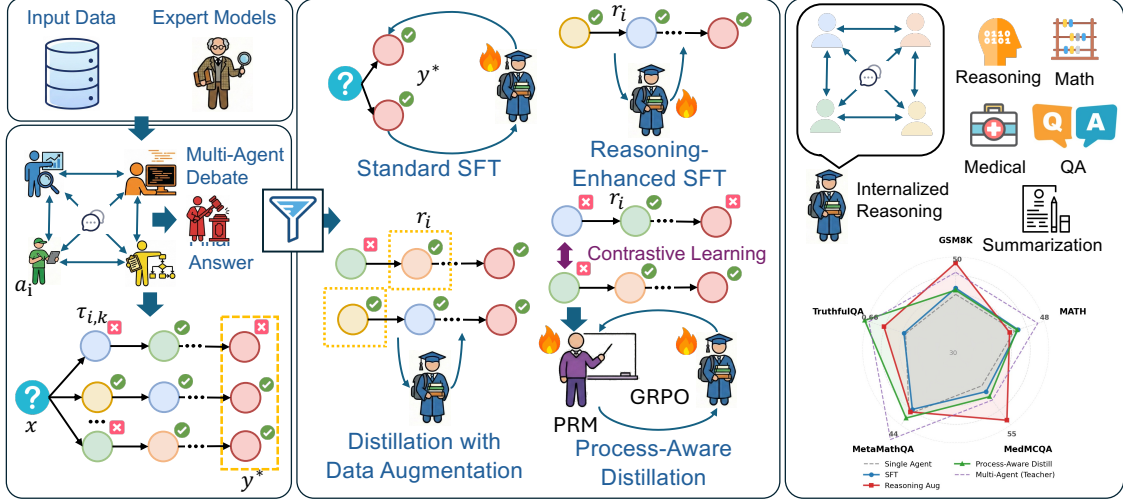 Input Data
Expert Models
Multi-Agent
Debate
Final
Answer
a_i
τ_{i,k}
?
x
y*
?
y*
Standard SFT
r_i
Reasoning-
Enhanced SFT
r_i
Distillation with
Data Augmentation
r_i
Contrastive Learning
GRPO
PRM
Process-Aware
Distillation
Internalized
Reasoning
0110
0101
Reasoning
Math
Medical
Q A
QA
Summarization
GSM8K
50
TruthfulQA
0.66
MATH
48
30
44
MetaMathQA
55
MedMCQA
Single Agent
SFT
Reasoning Aug
Process-Aware Distill
Multi-Agent (Teacher)